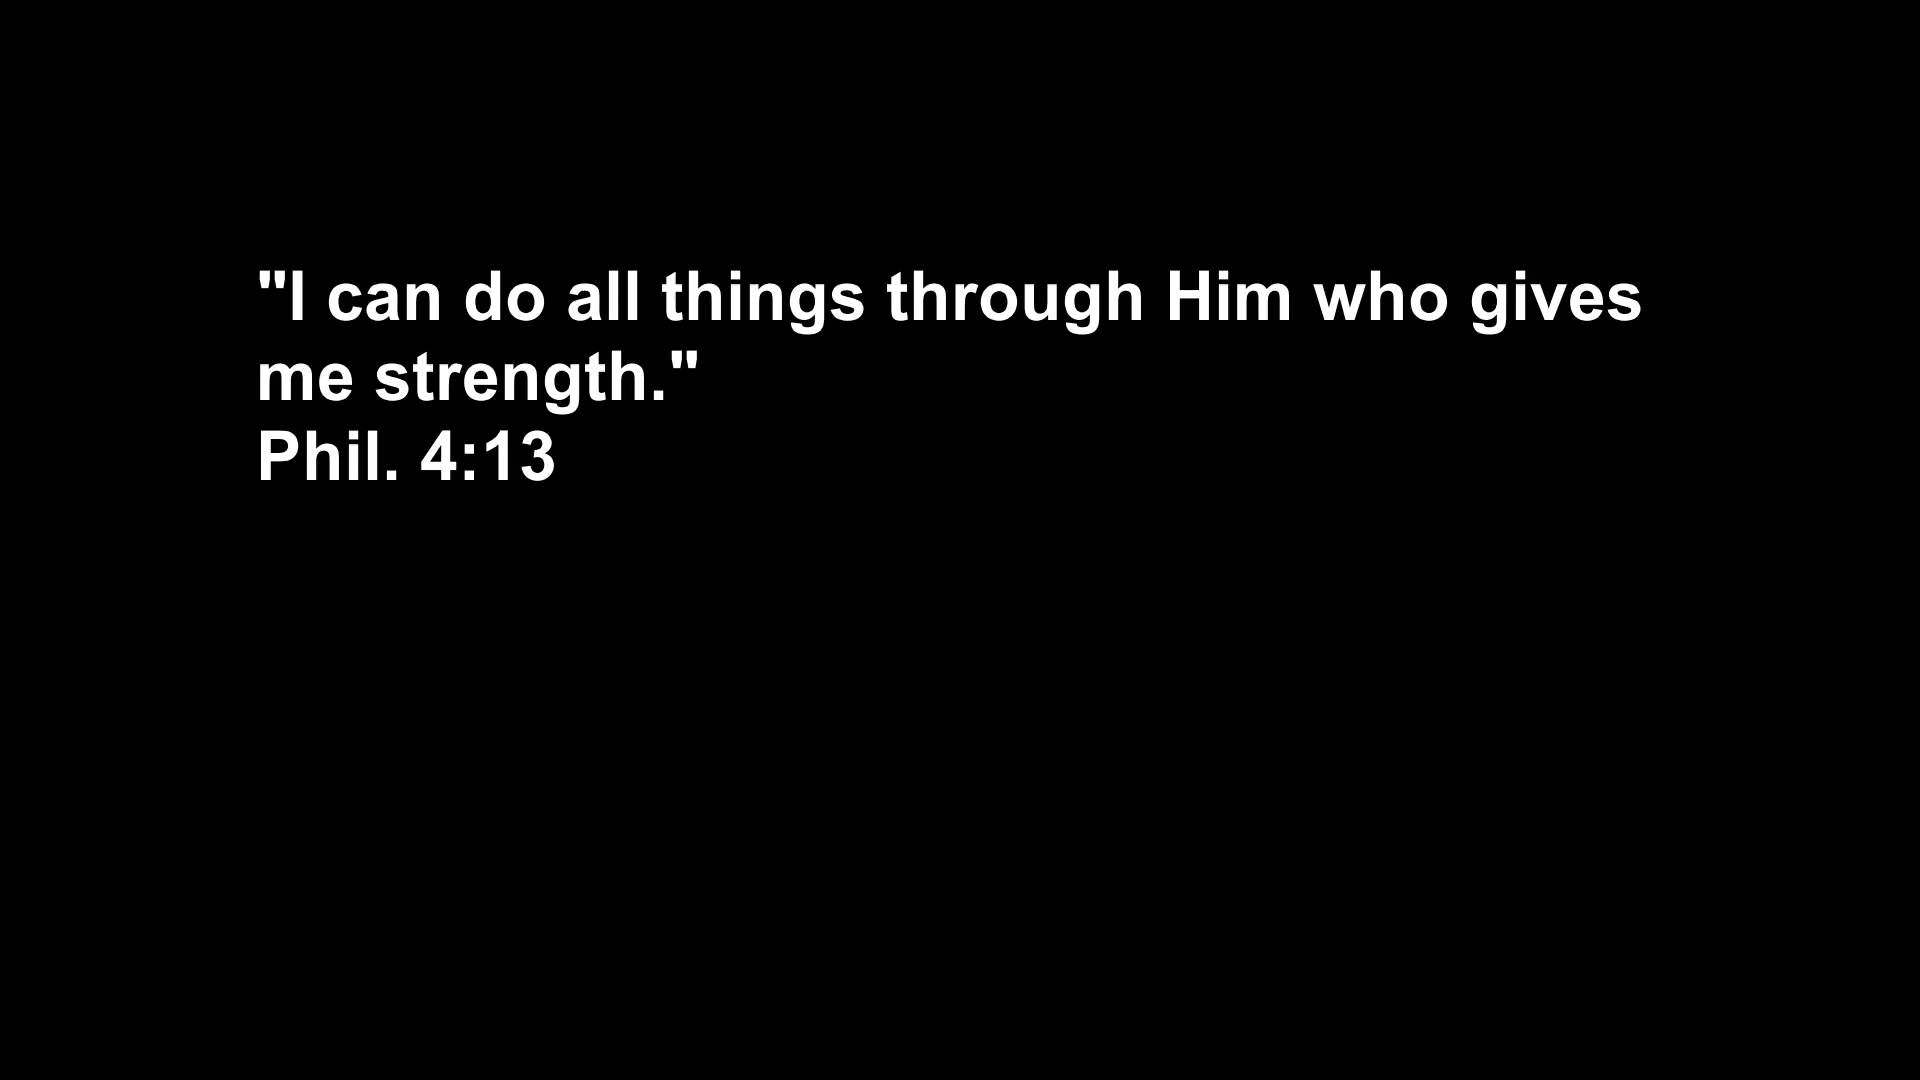 "I can do all things through Him who gives
me strength."
Phil. 4:13